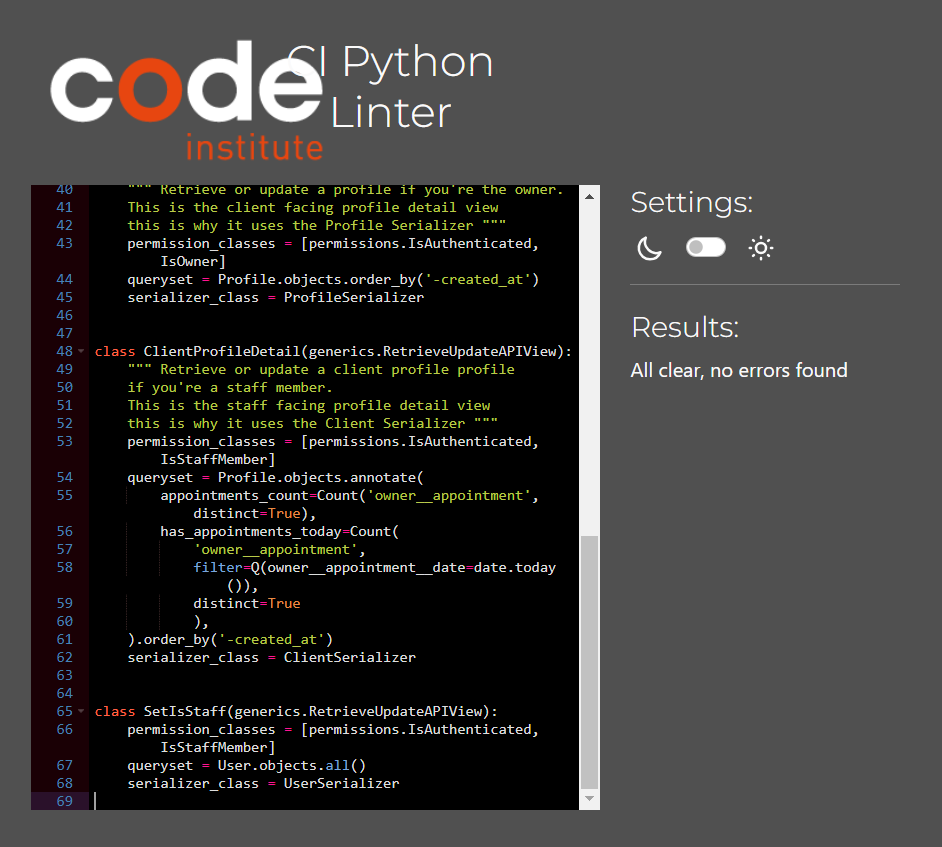 code
institute
CI Python
Linter
40 """ Retrieve or update a profile if you're the owner.
41 This is the client facing profile detail view
42 this is why it uses the Profile Serializer """
43 permission_classes = [permissions.IsAuthenticated,
IsOwner]
44 queryset = Profile.objects.order_by('-created_at')
45 serializer_class = ProfileSerializer
46
47
48 class ClientProfileDetail(generics.RetrieveUpdateAPIView):
49 """ Retrieve or update a client profile profile
50 if you're a staff member.
51 This is the staff facing profile detail view
52 this is why it uses the Client Serializer """
53 permission_classes = [permissions.IsAuthenticated,
IsStaffMember]
54 queryset = Profile.objects.annotate(
55 appointments_count=Count('owner__appointment',
distinct=True),
56 has_appointments_today=Count(
57 'owner__appointment',
58 filter=Q(owner__appointment__date=date.today
()),
59 distinct=True
60 ),
61 ).order_by('-created_at')
62 serializer_class = ClientSerializer
63
64
65 class SetIsStaff(generics.RetrieveUpdateAPIView):
66 permission_classes = [permissions.IsAuthenticated,
IsStaffMember]
67 queryset = User.objects.all()
68 serializer_class = UserSerializer
69
Settings:
Results:
All clear, no errors found